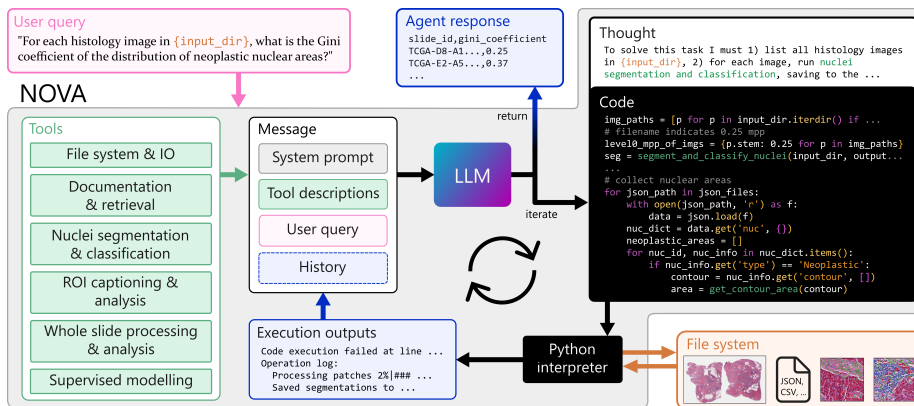 User query
"For each histology image in {input_dir}, what is the Gini
coefficient of the distribution of neoplastic nuclear areas?"
Agent response
slide_id,gini_coefficient
TCGA-D8-A1...,0.25
TCGA-E2-A5...,0.37
...
Thought
To solve this task I must 1) list all histology images
in {input_dir}, 2) for each image, run nuclei
segmentation and classification, saving to the ...
NOVA
Tools
File system & IO
Documentation
& retrieval
Nuclei segmentation
& classification
ROI captioning &
analysis
Whole slide processing
& analysis
Supervised modelling
Message
System prompt
Tool descriptions
User query
History
LLM
return
iterate
Code
img_paths = [p for p in input_dir.iterdir() if ...
# filename indicates 0.25 mpp
level0_mpp_of_imgs = {p.stem: 0.25 for p in img_paths}
seg = segment_and_classify_nuclei(input_dir, output...
...
# collect nuclear areas
for json_path in json_files:
with open(json_path, 'r') as f:
data = json.load(f)
nuc_dict = data.get('nuc', {})
neoplastic_areas = []
for nuc_id, nuc_info in nuc_dict.items():
if nuc_info.get('type') == 'Neoplastic':
contour = nuc_info.get('contour', [])
area = get_contour_area(contour)
Execution outputs
Code execution failed at line ...
Operation log:
Processing patches 2%|### ...
Saved segmentations to ...
Python
interpreter
File system
JSON,
CSV, ...